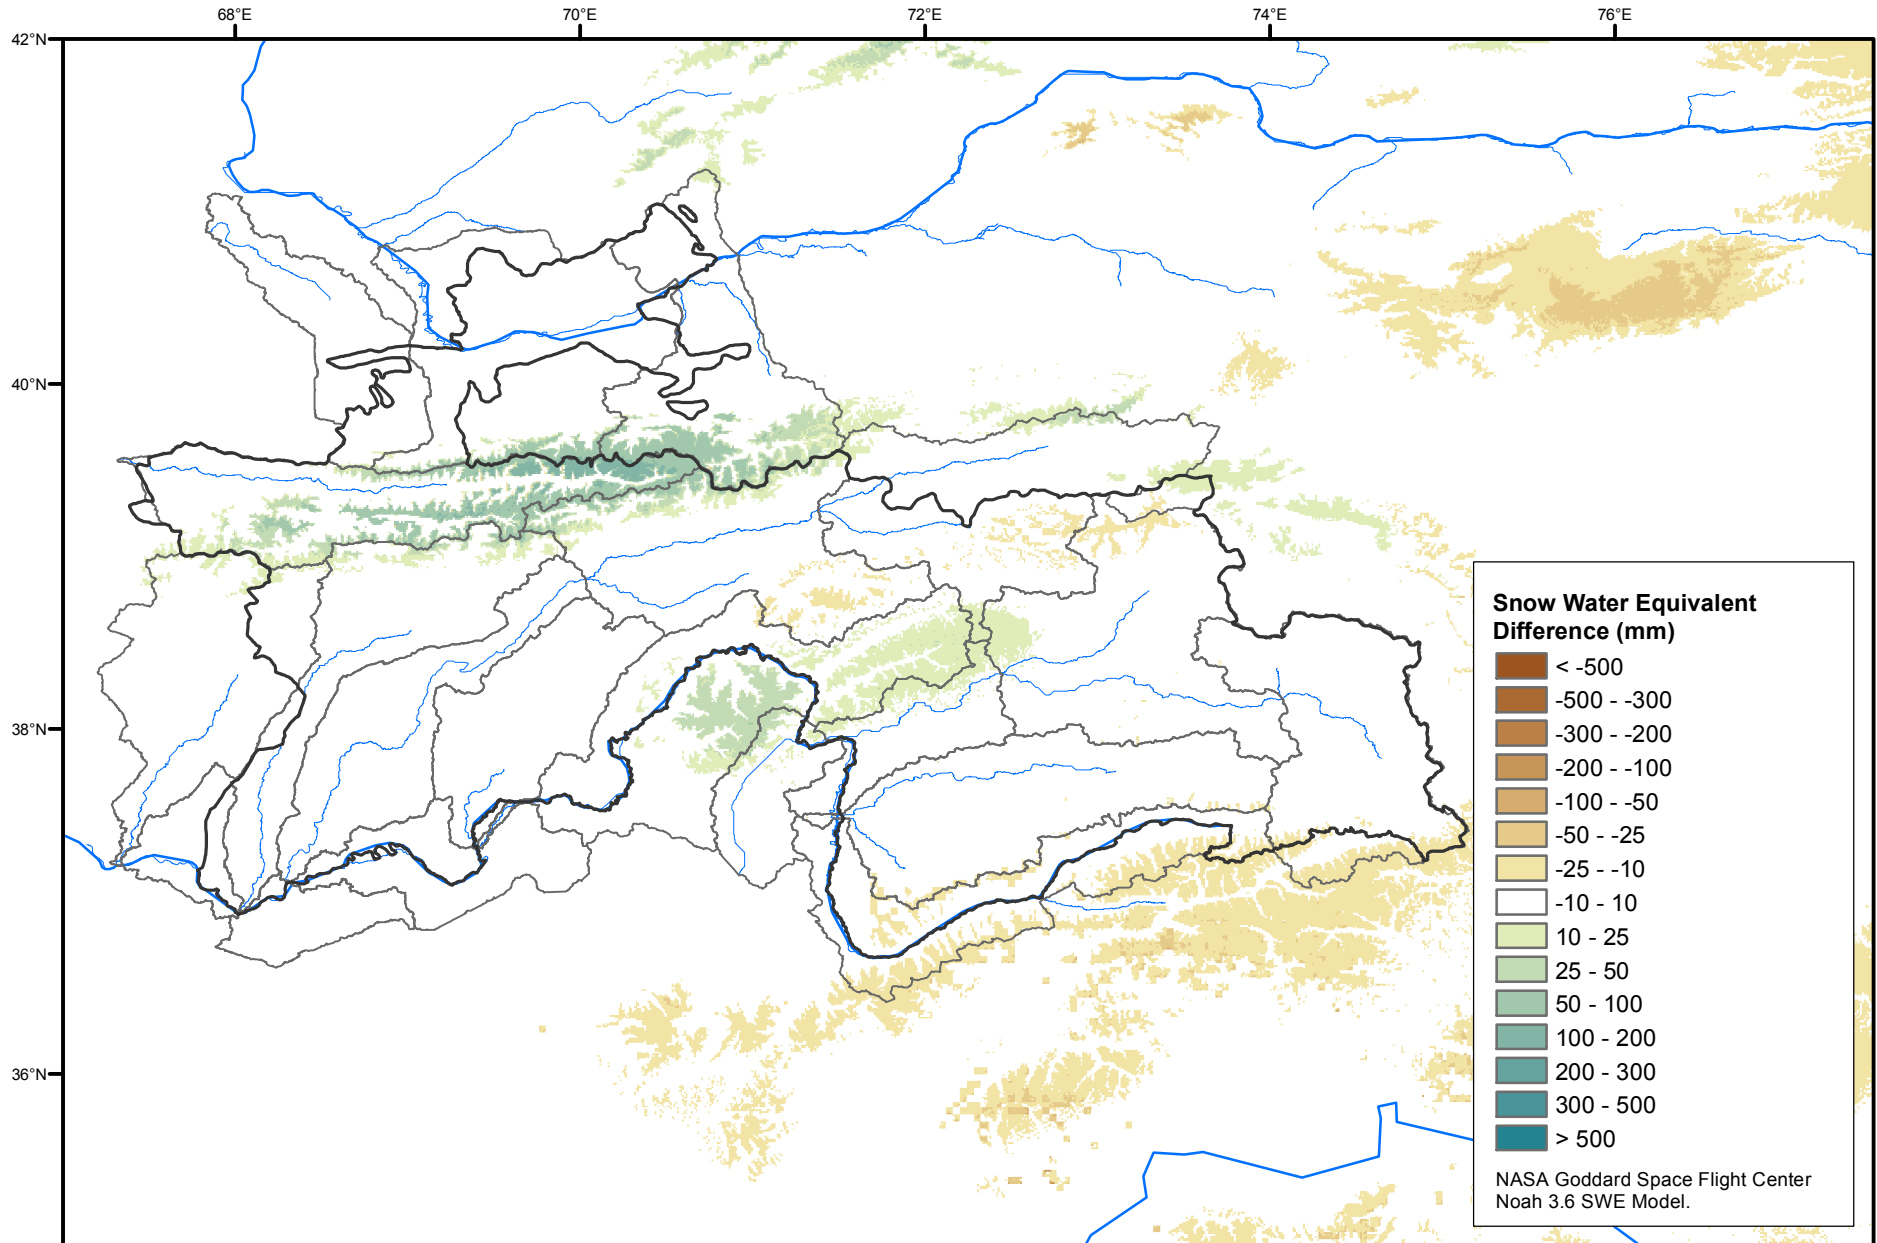 68°E 70°E 72°E 74°E 76°E
42°N
40°N
38°N
36°N
Snow Water Equivalent
Difference (mm)
< -500
-500 - -300
-300 - -200
-200 - -100
-100 - -50
-50 - -25
-25 - -10
-10 - 10
10 - 25
25 - 50
50 - 100
100 - 200
200 - 300
300 - 500
> 500
NASA Goddard Space Flight Center
Noah 3.6 SWE Model.